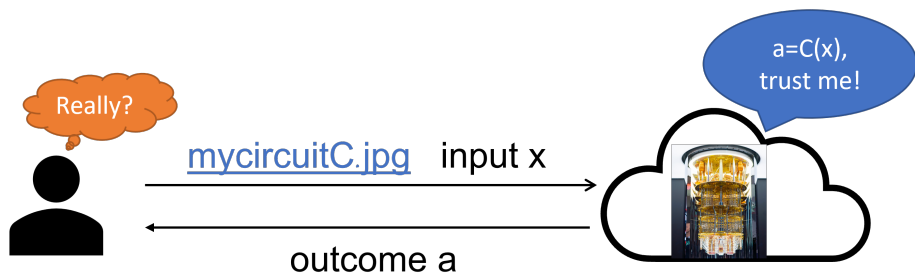 a=C(x),
trust me!
Really?
mycircuitC.jpg input x
outcome a